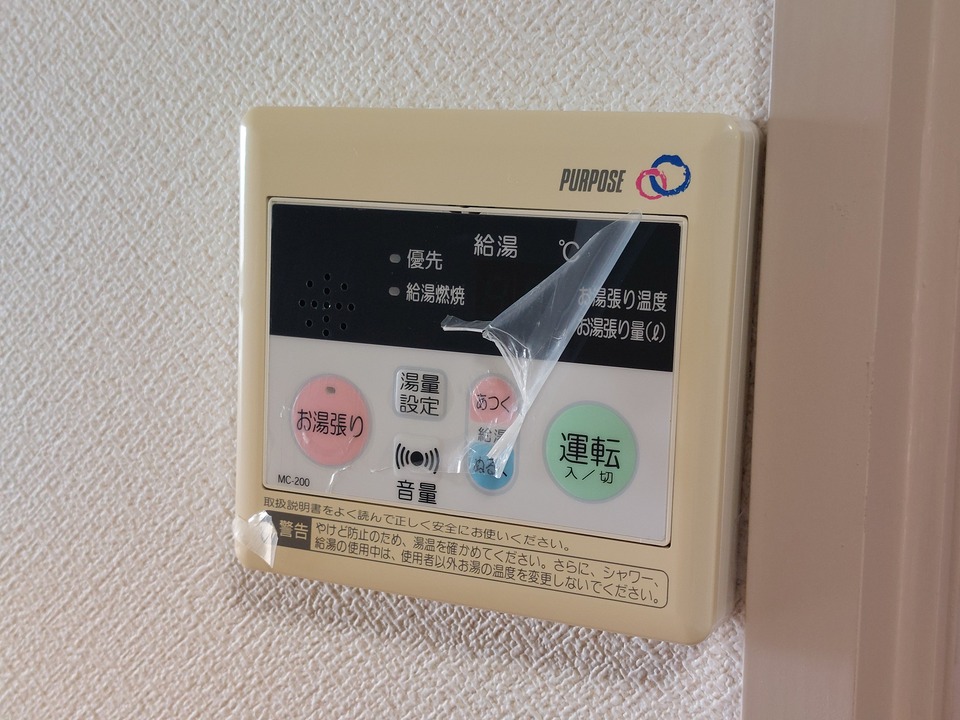 PURPOSE
給湯 ℃
優先
給湯燃焼
お湯張り温度
お湯張り量(ℓ)
お湯張り
湯量
設定
あつく
給湯
ぬるく
音量
運転
入／切
MC-200
取扱説明書をよく読んで正しく安全にお使いください。
警告
やけど防止のため、湯温を確かめてください。さらに、シャワー、
給湯の使用中は、使用者以外お湯の温度を変更しないでください。